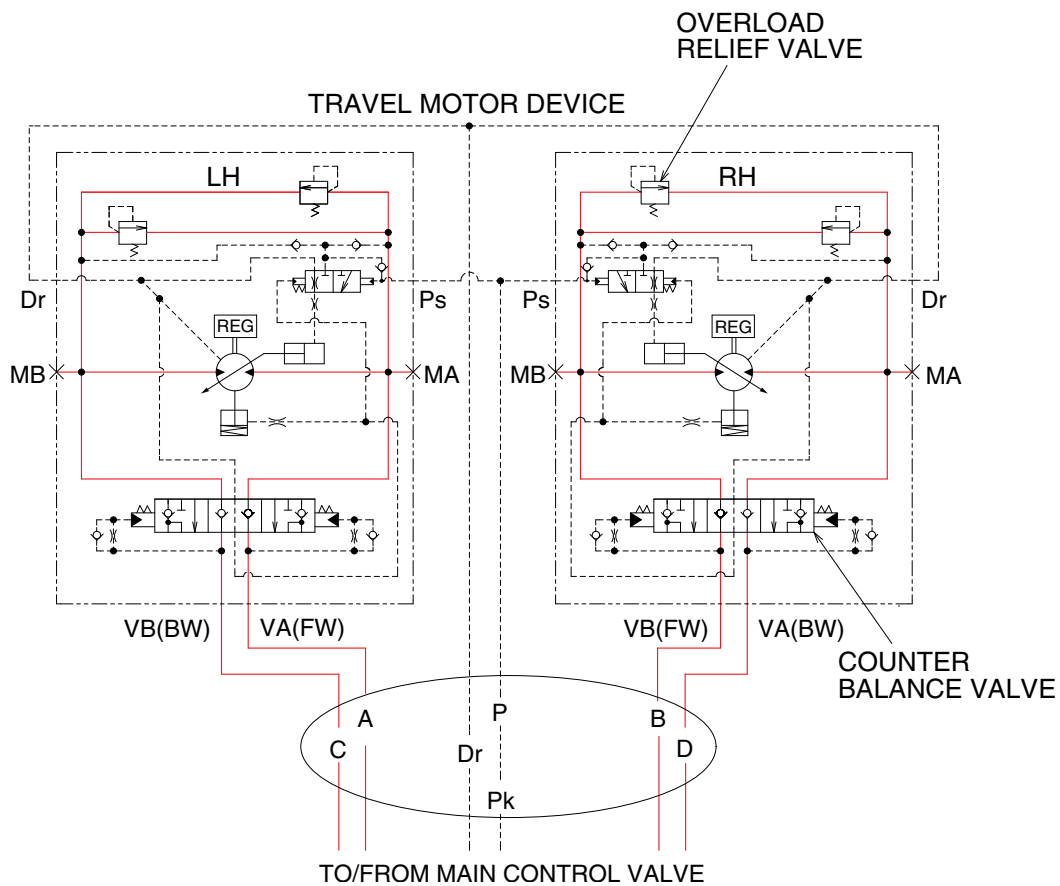 OVERLOAD
RELIEF VALVE
TRAVEL MOTOR DEVICE
LH
RH
Dr
Ps
Ps
Dr
REG
REG
MB
MA
MB
MA
VB(BW)
VA(FW)
VB(FW)
VA(BW)
COUNTER
BALANCE VALVE
A
P
B
C
Dr
D
Pk
TO/FROM MAIN CONTROL VALVE